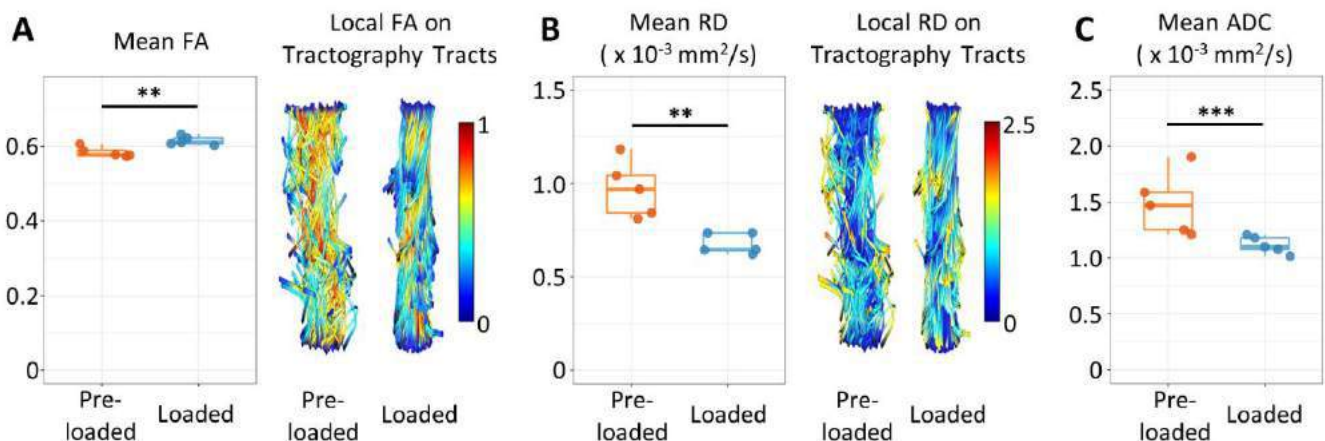 A
Mean FA
**
0.6
0.4
0.2
0
Pre-
loaded
Loaded
Local FA on
Tractography Tracts
1
0
Pre-
loaded
Loaded
B
Mean RD
( x 10⁻³ mm²/s)
**
1.5
1.0
0.5
0
Pre-
loaded
Loaded
Local RD on
Tractography Tracts
2.5
0
Pre-
loaded
Loaded
C
Mean ADC
( x 10⁻³ mm²/s)
***
2.5
2.0
1.5
1.0
0.5
0
Pre-
loaded
Loaded